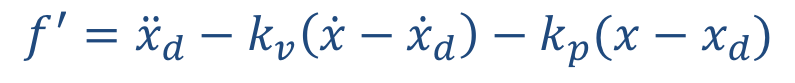 f′ = ẍ_d − k_v(ẋ − ẋ_d) − k_p(x − x_d)